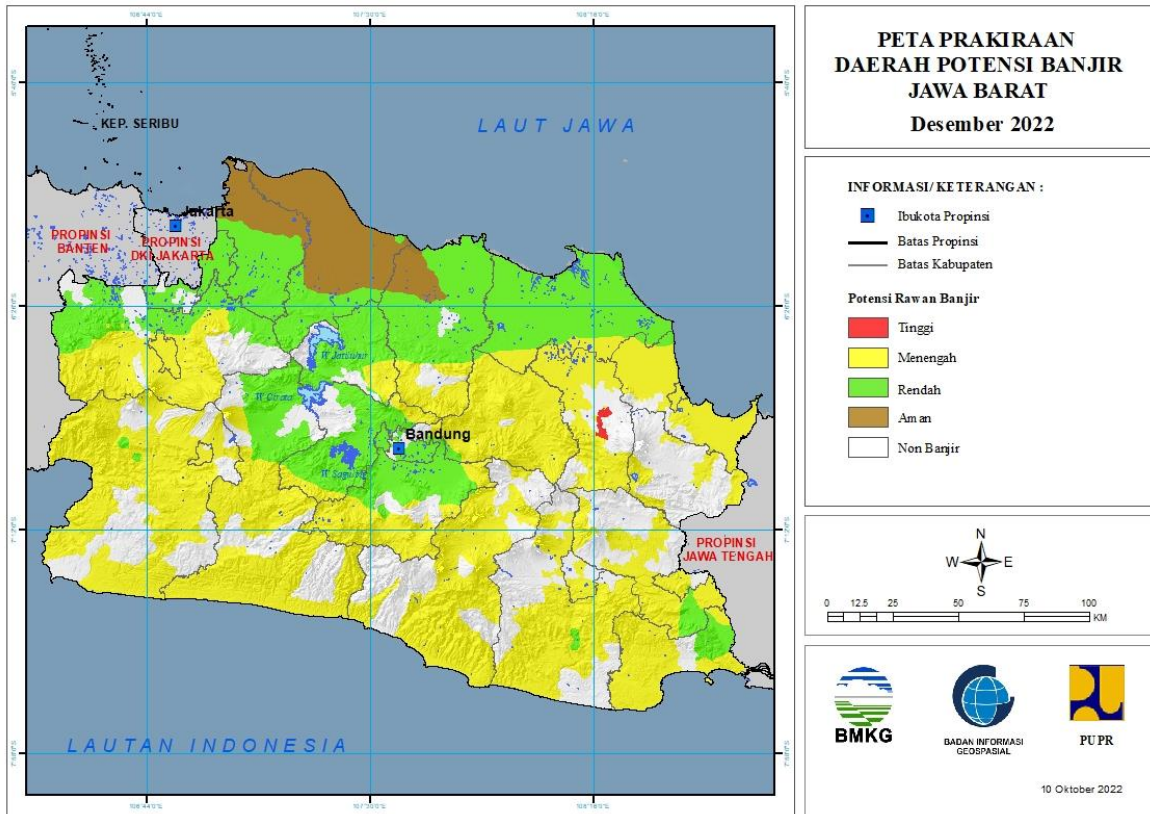 PETA PRAKIRAAN
DAERAH POTENSI BANJIR
JAWA BARAT
Desember 2022
INFORMASI/ KETERANGAN :
Ibukota Propinsi
Batas Propinsi
Batas Kabupaten
Potensi Rawan Banjir
Tinggi
Menengah
Rendah
Aman
Non Banjir
N
W E
S
0 12.5 25 50 75 100
KM
BMKG
BADAN INFORMASI
GEOSPASIAL
PUPR
10 Oktober 2022
KEP. SERIBU
LAUT JAWA
Jakarta
PROPINSI
BANTEN
PROPINSI
DKI JAKARTA
W Cirata
Bandung
PROPINSI
JAWA TENGAH
LAUTAN INDONESIA